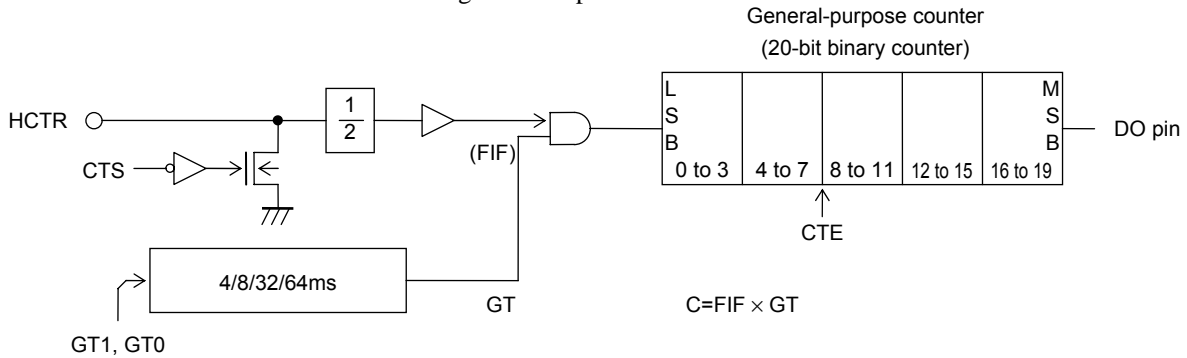 General-purpose counter
(20-bit binary counter)
HCTR
1
2
L
S
B
M
S
B
DO pin
(FIF)
CTS
0 to 3
4 to 7
8 to 11
12 to 15
16 to 19
CTE
4/8/32/64ms
GT
C=FIF × GT
GT1, GT0